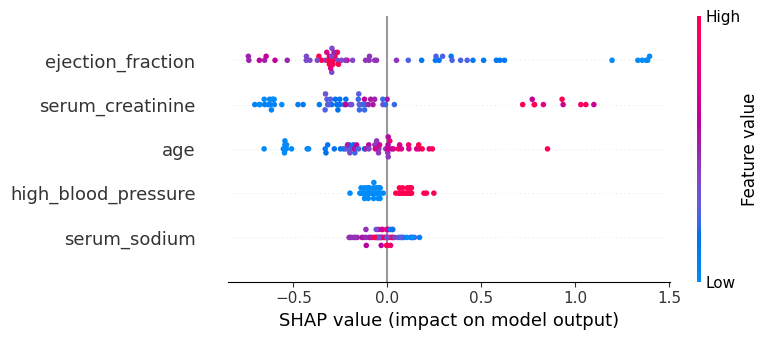 High
ejection_fraction
serum_creatinine
age
high_blood_pressure
serum_sodium
Feature value
Low
−0.5 0.0 0.5 1.0 1.5
SHAP value (impact on model output)